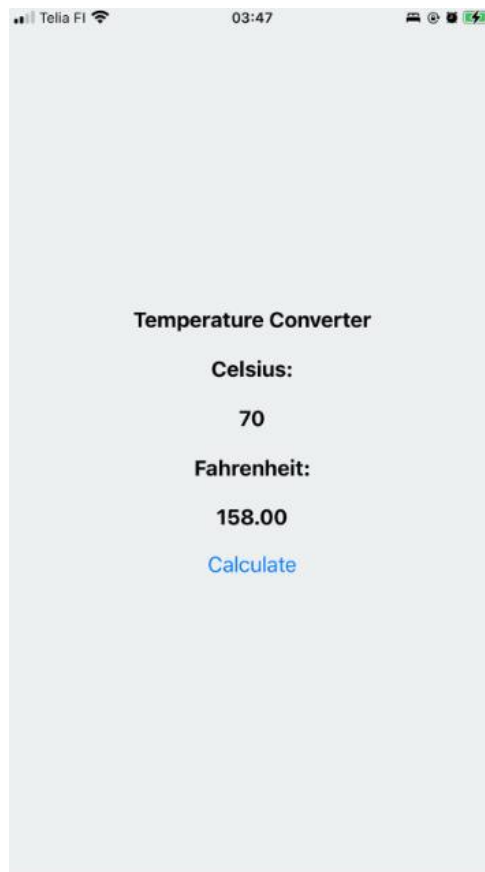 Telia FI 03:47
Temperature Converter
Celsius:
70
Fahrenheit:
158.00
Calculate